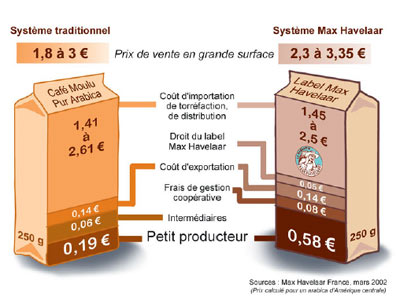 Système traditionnel
Système Max Havelaar
1,8 à 3 €
Prix de vente en grande surface
2,3 à 3,35 €
Café Moulu
Pur Arabica
Label Max
Havelaar
Coût d'importation
de torréfaction,
de distribution
1,41
à
2,61 €
1,45
à
2,5 €
Droit du label
Max Havelaar
Coût d'exportation
0,05 €
0,14 €
0,14 €
Frais de gestion
coopérative
0,08 €
0,06 €
Intermédiaires
250 g
0,19 €
Petit producteur
0,58 €
250 g
Sources : Max Havelaar France, mars 2002
(Prix calculé pour un arabica d'Amérique centrale)